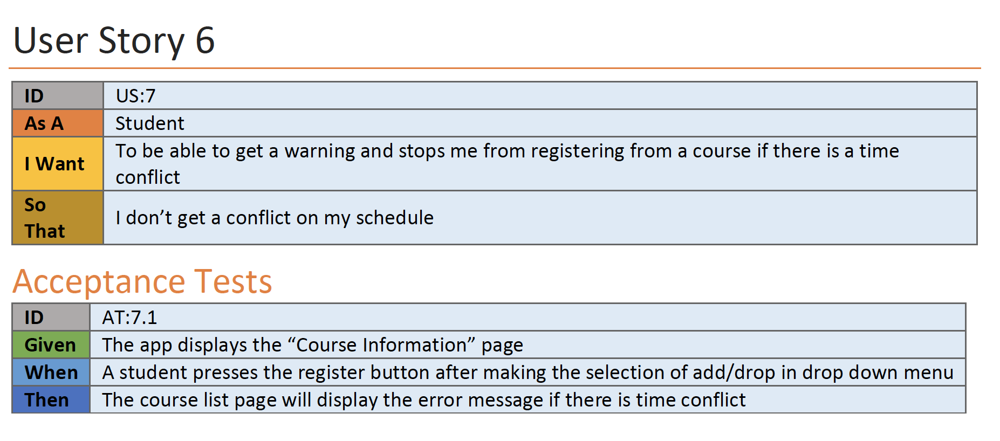 User Story 6
ID US:7
As A Student
I Want To be able to get a warning and stops me from registering from a course if there is a time
conflict
So
That I don’t get a conflict on my schedule
Acceptance Tests
ID AT:7.1
Given The app displays the “Course Information” page
When A student presses the register button after making the selection of add/drop in drop down menu
Then The course list page will display the error message if there is time conflict